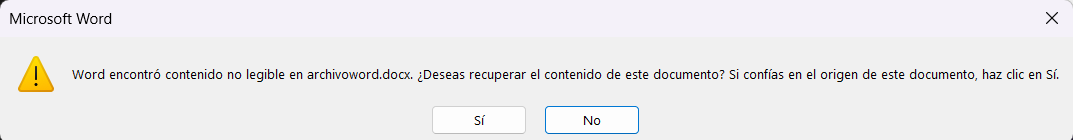 Microsoft Word
Word encontró contenido no legible en archivoword.docx. ¿Deseas recuperar el contenido de este documento? Si confías en el origen de este documento, haz clic en Sí.
Sí
No